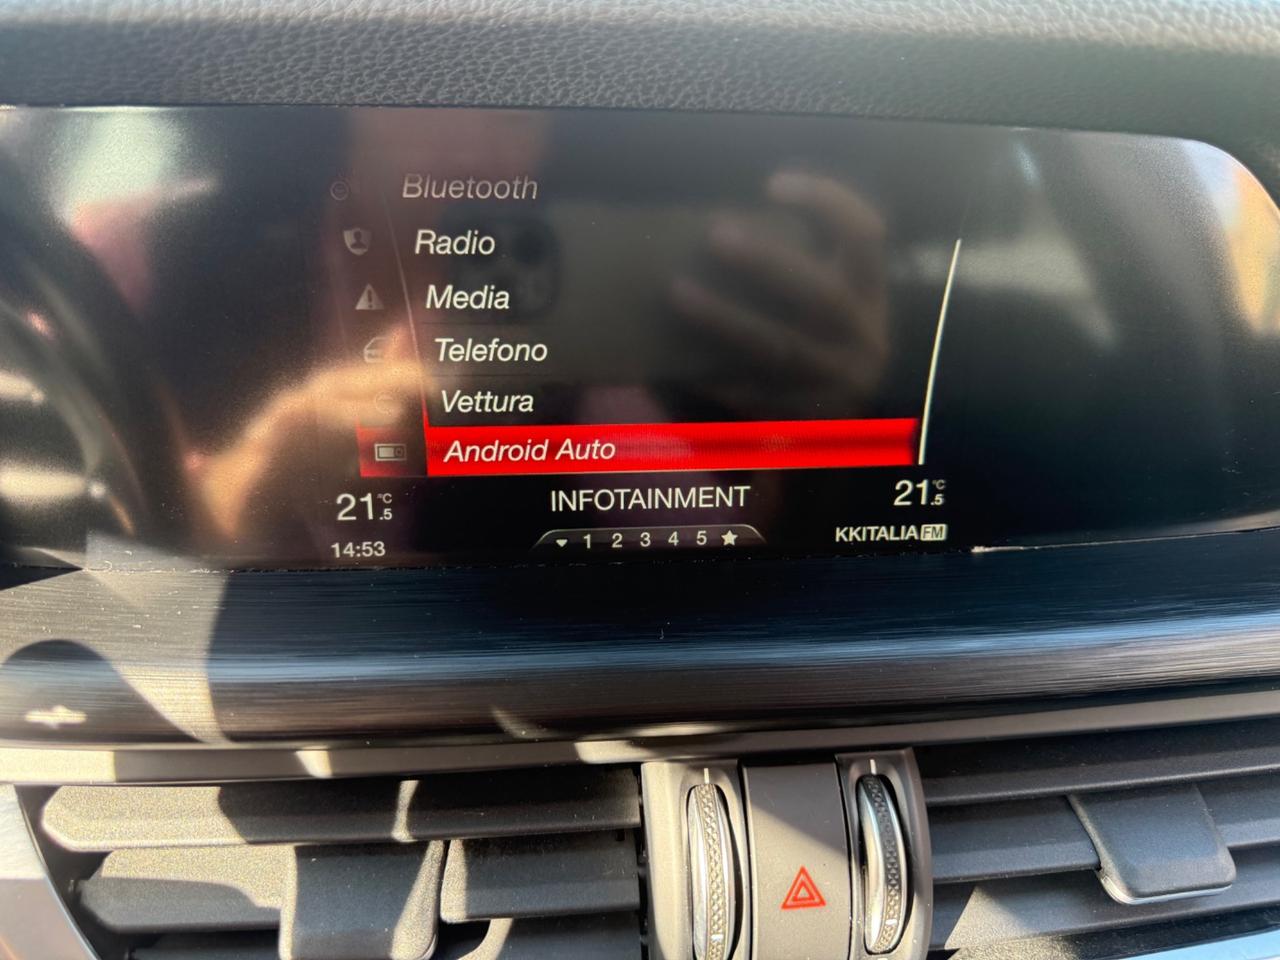 Bluetooth
Radio
Media
Telefono
Vettura
Android Auto
21.5 °C
INFOTAINMENT
21.5 °C
1 2 3 4 5 ★
KKITALIA FM
14:53